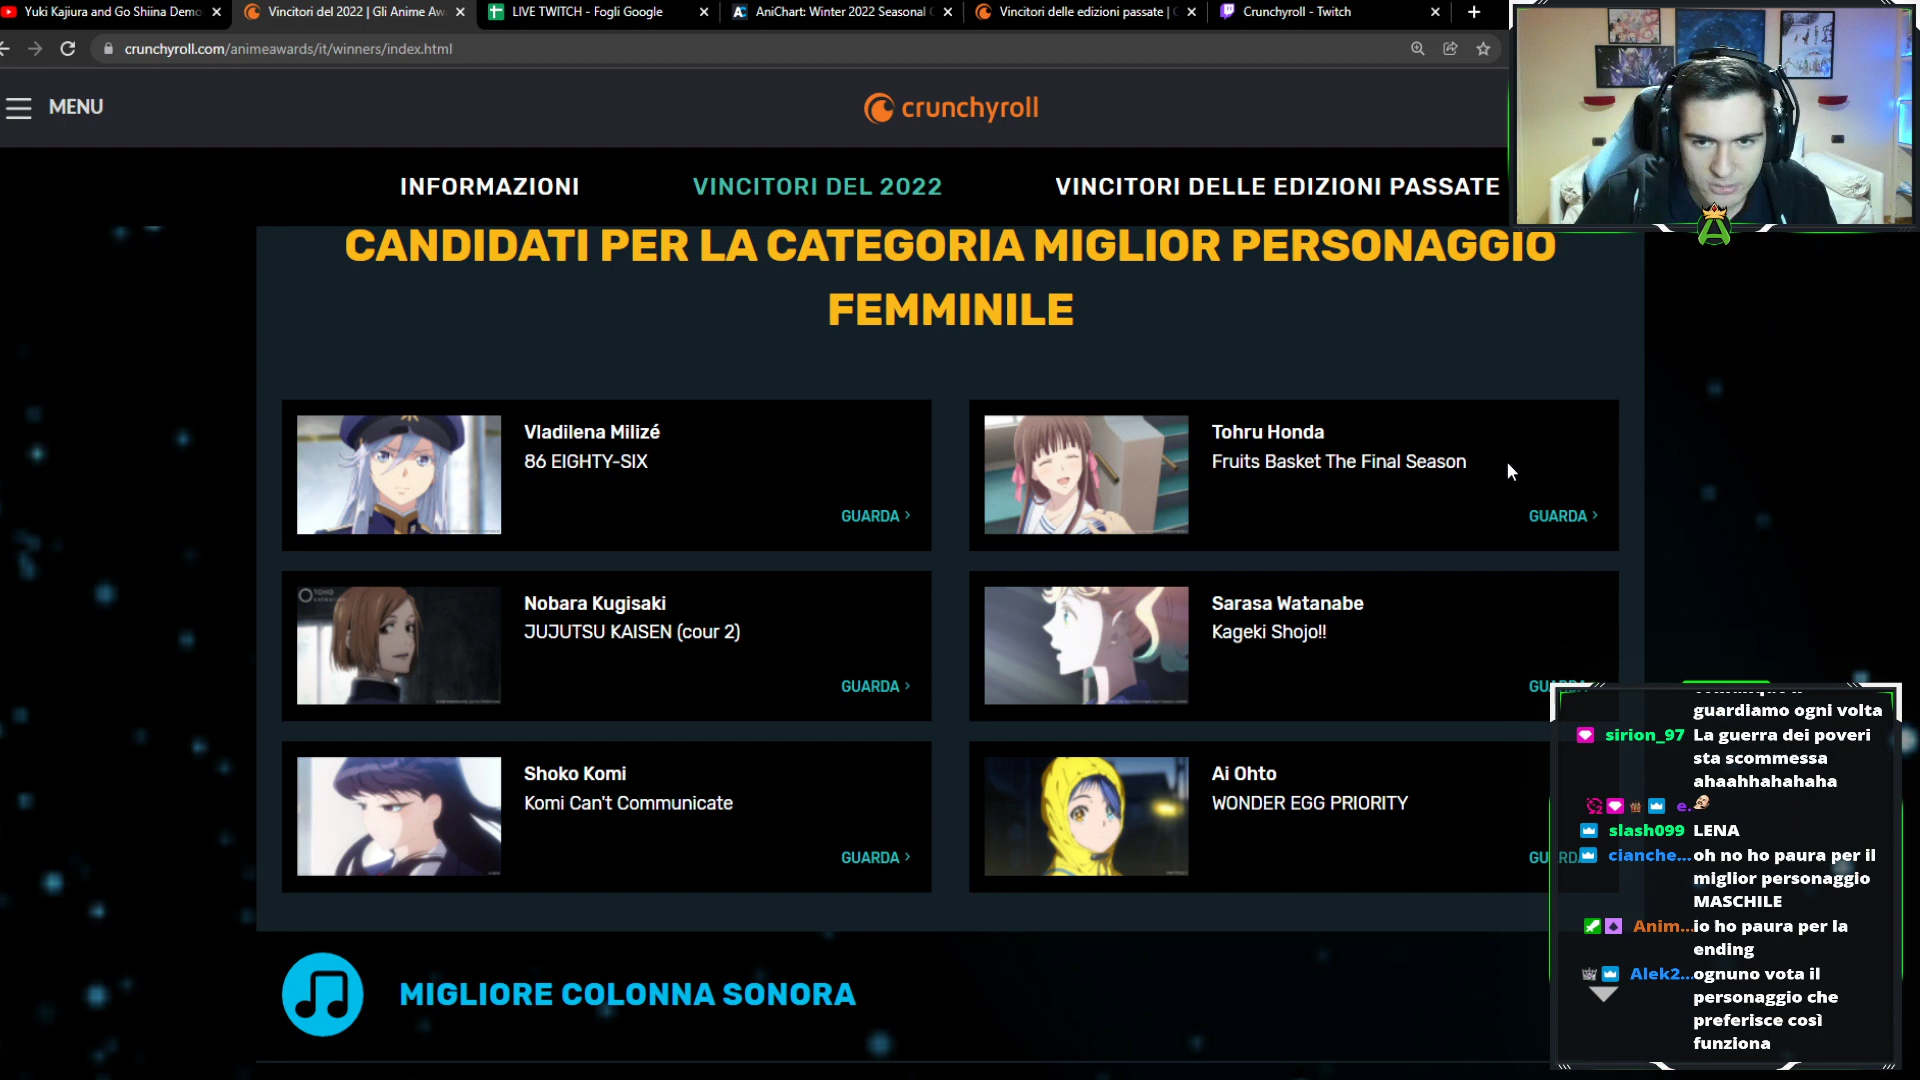 Yuki Kajiura and Go Shiina Demo
Vincitori del 2022 | Gli Anime Aw
LIVE TWITCH - Fogli Google
AniChart: Winter 2022 Seasonal
Vincitori delle edizioni passate |
Crunchyroll - Twitch
crunchyroll.com/animeawards/it/winners/index.html
MENU
crunchyroll
INFORMAZIONI
VINCITORI DEL 2022
VINCITORI DELLE EDIZIONI PASSATE
CANDIDATI PER LA CATEGORIA MIGLIOR PERSONAGGIO
FEMMINILE
Vladilena Milizé
86 EIGHTY-SIX
GUARDA
Tohru Honda
Fruits Basket The Final Season
GUARDA
Nobara Kugisaki
JUJUTSU KAISEN (cour 2)
GUARDA
Sarasa Watanabe
Kageki Shojo!!
Shoko Komi
Komi Can't Communicate
GUARDA
Ai Ohto
WONDER EGG PRIORITY
MIGLIORE COLONNA SONORA
guardiamo ogni volta
sirion_97 La guerra dei poveri
sta scommessa
ahaahhahahaha
e.
slash099 LENA
cianche... oh no ho paura per il
miglior personaggio
MASCHILE
Anim... io ho paura per la
ending
Alek2... ognuno vota il
personaggio che
preferisce così
funziona